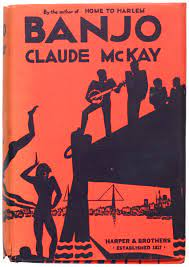 By the author of HOME TO HARLEM
BANJO
CLAUDE McKAY
HARPER & BROTHERS
ESTABLISHED 1817